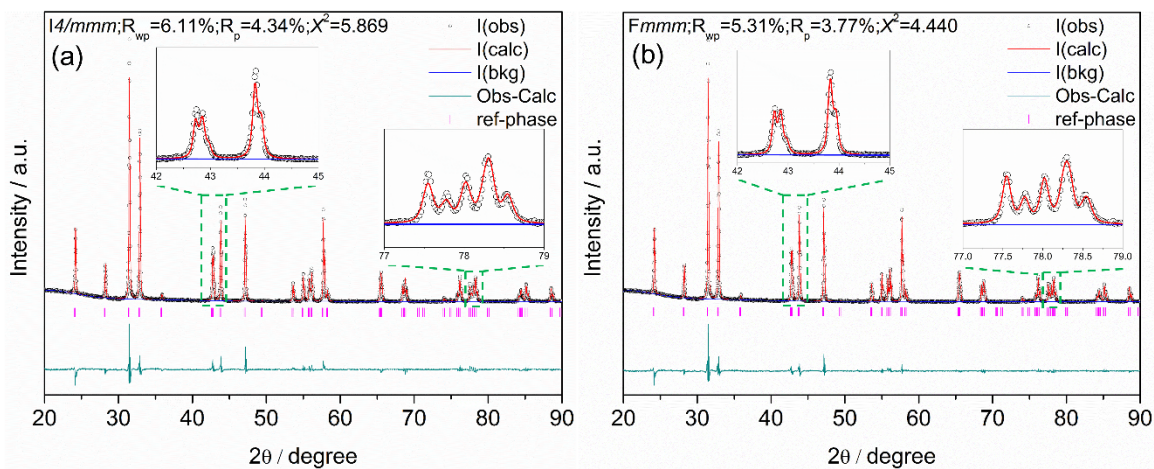 I4/mmm;Rwp=6.11%;Rp=4.34%;X²=5.869
(a)
I(obs)
I(calc)
I(bkg)
Obs-Calc
ref-phase
42 43 44 45
77 78 79
Intensity / a.u.
20 30 40 50 60 70 80 90
2θ / degree
Fmmm;Rwp=5.31%;Rp=3.77%;X²=4.440
(b)
I(obs)
I(calc)
I(bkg)
Obs-Calc
ref-phase
42 43 44 45
77.0 77.5 78.0 78.5 79.0
Intensity / a.u.
20 30 40 50 60 70 80 90
2θ / degree